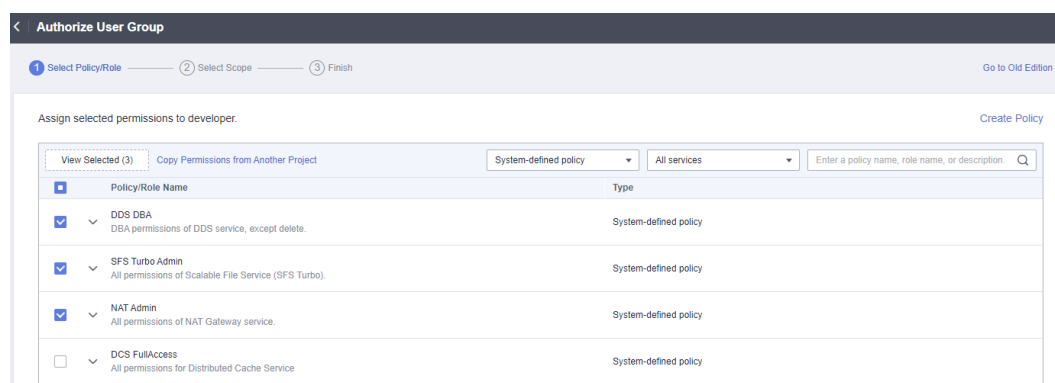 Authorize User Group
1 Select Policy/Role 2 Select Scope 3 Finish Go to Old Edition
Assign selected permissions to developer. Create Policy
View Selected (3) Copy Permissions from Another Project System-defined policy All services Enter a policy name, role name, or description.
Policy/Role Name Type
DDS DBA
DBA permissions of DDS service, except delete. System-defined policy
SFS Turbo Admin
All permissions of Scalable File Service (SFS Turbo). System-defined policy
NAT Admin
All permissions of NAT Gateway service. System-defined policy
DCS FullAccess
All permissions for Distributed Cache Service System-defined policy